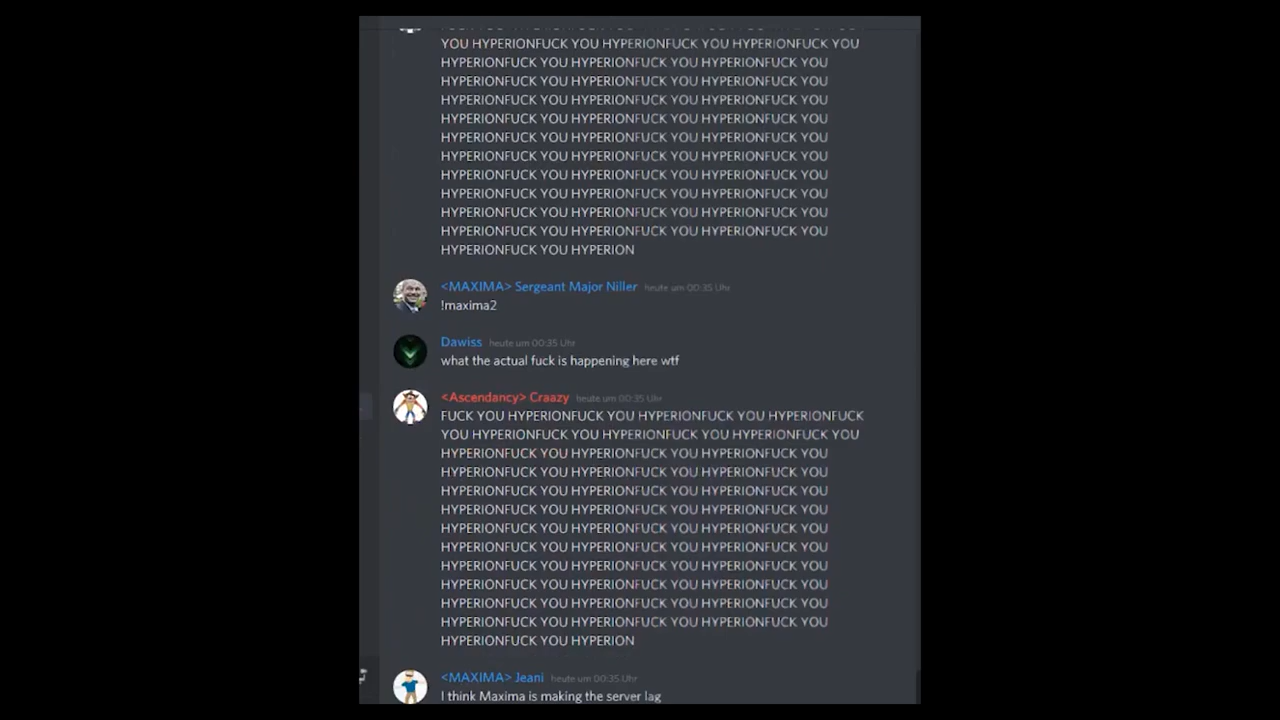 YOU HYPERIONFUCK YOU HYPERIONFUCK YOU HYPERIONFUCK YOU
HYPERIONFUCK YOU HYPERIONFUCK YOU HYPERIONFUCK YOU
HYPERIONFUCK YOU HYPERIONFUCK YOU HYPERIONFUCK YOU
HYPERIONFUCK YOU HYPERIONFUCK YOU HYPERIONFUCK YOU
HYPERIONFUCK YOU HYPERIONFUCK YOU HYPERIONFUCK YOU
HYPERIONFUCK YOU HYPERIONFUCK YOU HYPERIONFUCK YOU
HYPERIONFUCK YOU HYPERIONFUCK YOU HYPERIONFUCK YOU
HYPERIONFUCK YOU HYPERIONFUCK YOU HYPERIONFUCK YOU
HYPERIONFUCK YOU HYPERIONFUCK YOU HYPERIONFUCK YOU
HYPERIONFUCK YOU HYPERIONFUCK YOU HYPERIONFUCK YOU
HYPERIONFUCK YOU HYPERIONFUCK YOU HYPERIONFUCK YOU
HYPERIONFUCK YOU HYPERION
<MAXIMA> Sergeant Major Niller heute um 00:35 Uhr
!maxima2
Dawiss heute um 00:35 Uhr
what the actual fuck is happening here wtf
<Ascendancy> Craazy heute um 00:35 Uhr
FUCK YOU HYPERIONFUCK YOU HYPERIONFUCK YOU HYPERIONFUCK
YOU HYPERIONFUCK YOU HYPERIONFUCK YOU HYPERIONFUCK YOU
HYPERIONFUCK YOU HYPERIONFUCK YOU HYPERIONFUCK YOU
HYPERIONFUCK YOU HYPERIONFUCK YOU HYPERIONFUCK YOU
HYPERIONFUCK YOU HYPERIONFUCK YOU HYPERIONFUCK YOU
HYPERIONFUCK YOU HYPERIONFUCK YOU HYPERIONFUCK YOU
HYPERIONFUCK YOU HYPERIONFUCK YOU HYPERIONFUCK YOU
HYPERIONFUCK YOU HYPERIONFUCK YOU HYPERIONFUCK YOU
HYPERIONFUCK YOU HYPERIONFUCK YOU HYPERIONFUCK YOU
HYPERIONFUCK YOU HYPERIONFUCK YOU HYPERIONFUCK YOU
HYPERIONFUCK YOU HYPERIONFUCK YOU HYPERIONFUCK YOU
HYPERIONFUCK YOU HYPERIONFUCK YOU HYPERIONFUCK YOU
HYPERIONFUCK YOU HYPERION
<MAXIMA> Jeani heute um 00:35 Uhr
I think Maxima is making the server lag